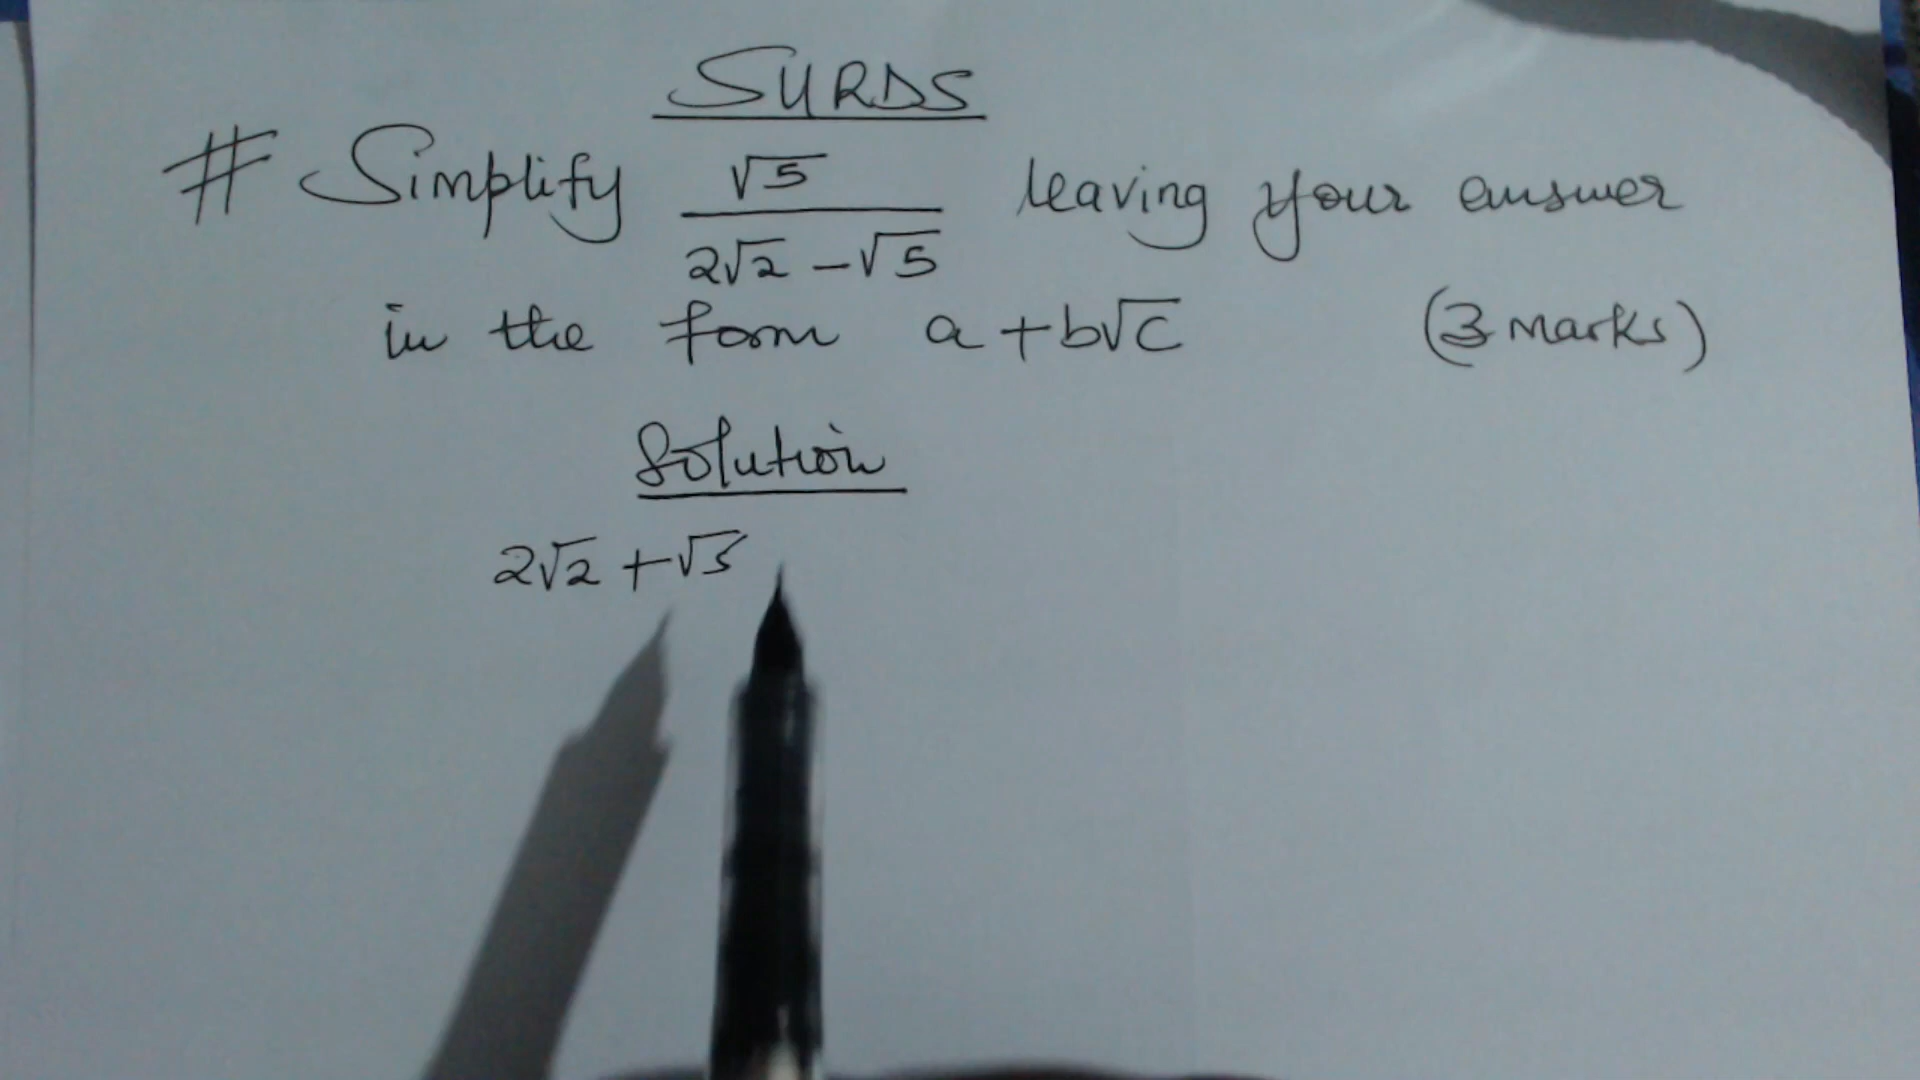 SURDS
# Simplify √5 / (2√2 - √5) leaving your answer
in the form a + b√c (3 marks)
Solution
2√2 + √5